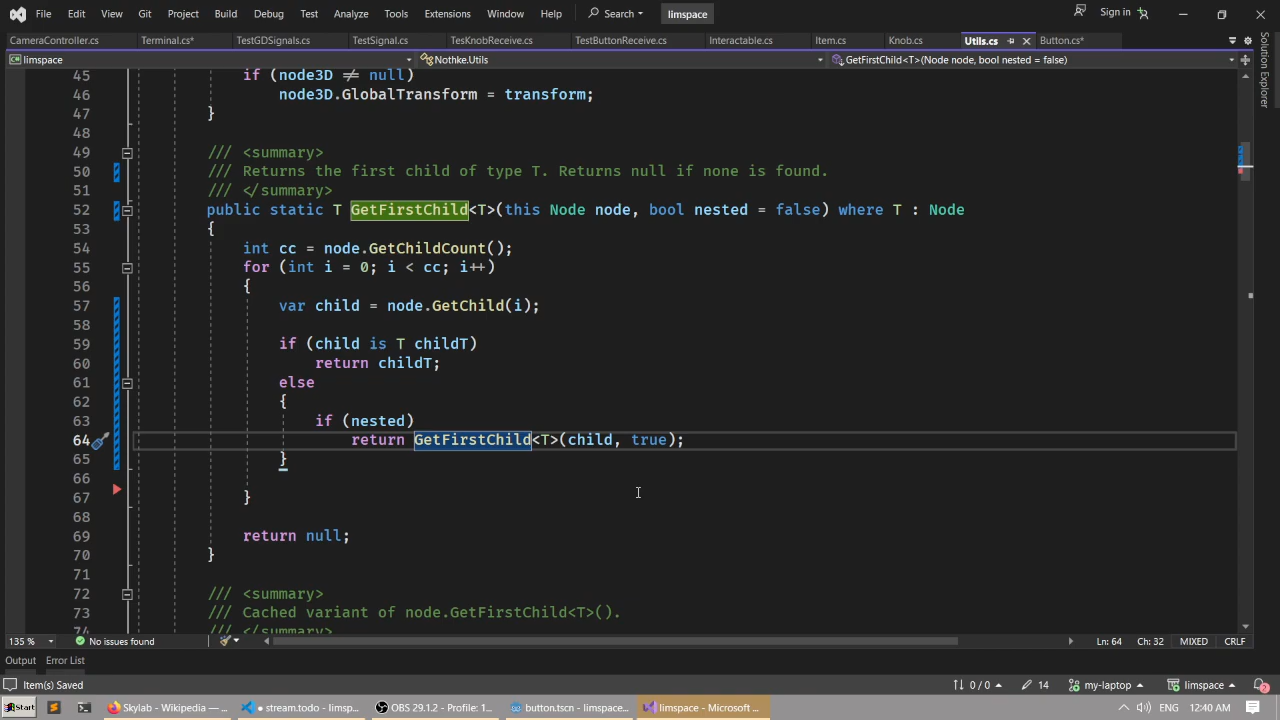 File Edit View Git Project Build Debug Test Analyze Tools Extensions Window Help Search limspace Sign in
CameraController.cs Terminal.cs* TestGDSignals.cs TestSignal.cs TesKnobReceive.cs TestButtonReceive.cs Interactable.cs Item.cs Knob.cs Utils.cs Button.cs*
limspace Nothke.Utils GetFirstChild<T>(Node node, bool nested = false)
Solution Explorer
45 if (node3D ≠ null)
46 node3D.GlobalTransform = transform;
47 }
48
49 /// <summary>
50 /// Returns the first child of type T. Returns null if none is found.
51 /// </summary>
52 public static T GetFirstChild<T>(this Node node, bool nested = false) where T : Node
53 {
54 int cc = node.GetChildCount();
55 for (int i = 0; i < cc; i++)
56 {
57 var child = node.GetChild(i);
58
59 if (child is T childT)
60 return childT;
61 else
62 {
63 if (nested)
64 return GetFirstChild<T>(child, true);
65 }
66
67 }
68
69 return null;
70 }
71
72 /// <summary>
73 /// Cached variant of node.GetFirstChild<T>().
74 /// </summary>
135 % No issues found Ln: 64 Ch: 32 MIXED CRLF
Output Error List
Item(s) Saved 0 / 0 14 my-laptop limspace 2
Start Skylab - Wikipedia — ... • stream.todo - limsp... OBS 29.1.2 - Profile: 1... button.tscn - limspace... limspace - Microsoft ... ENG 12:40 AM